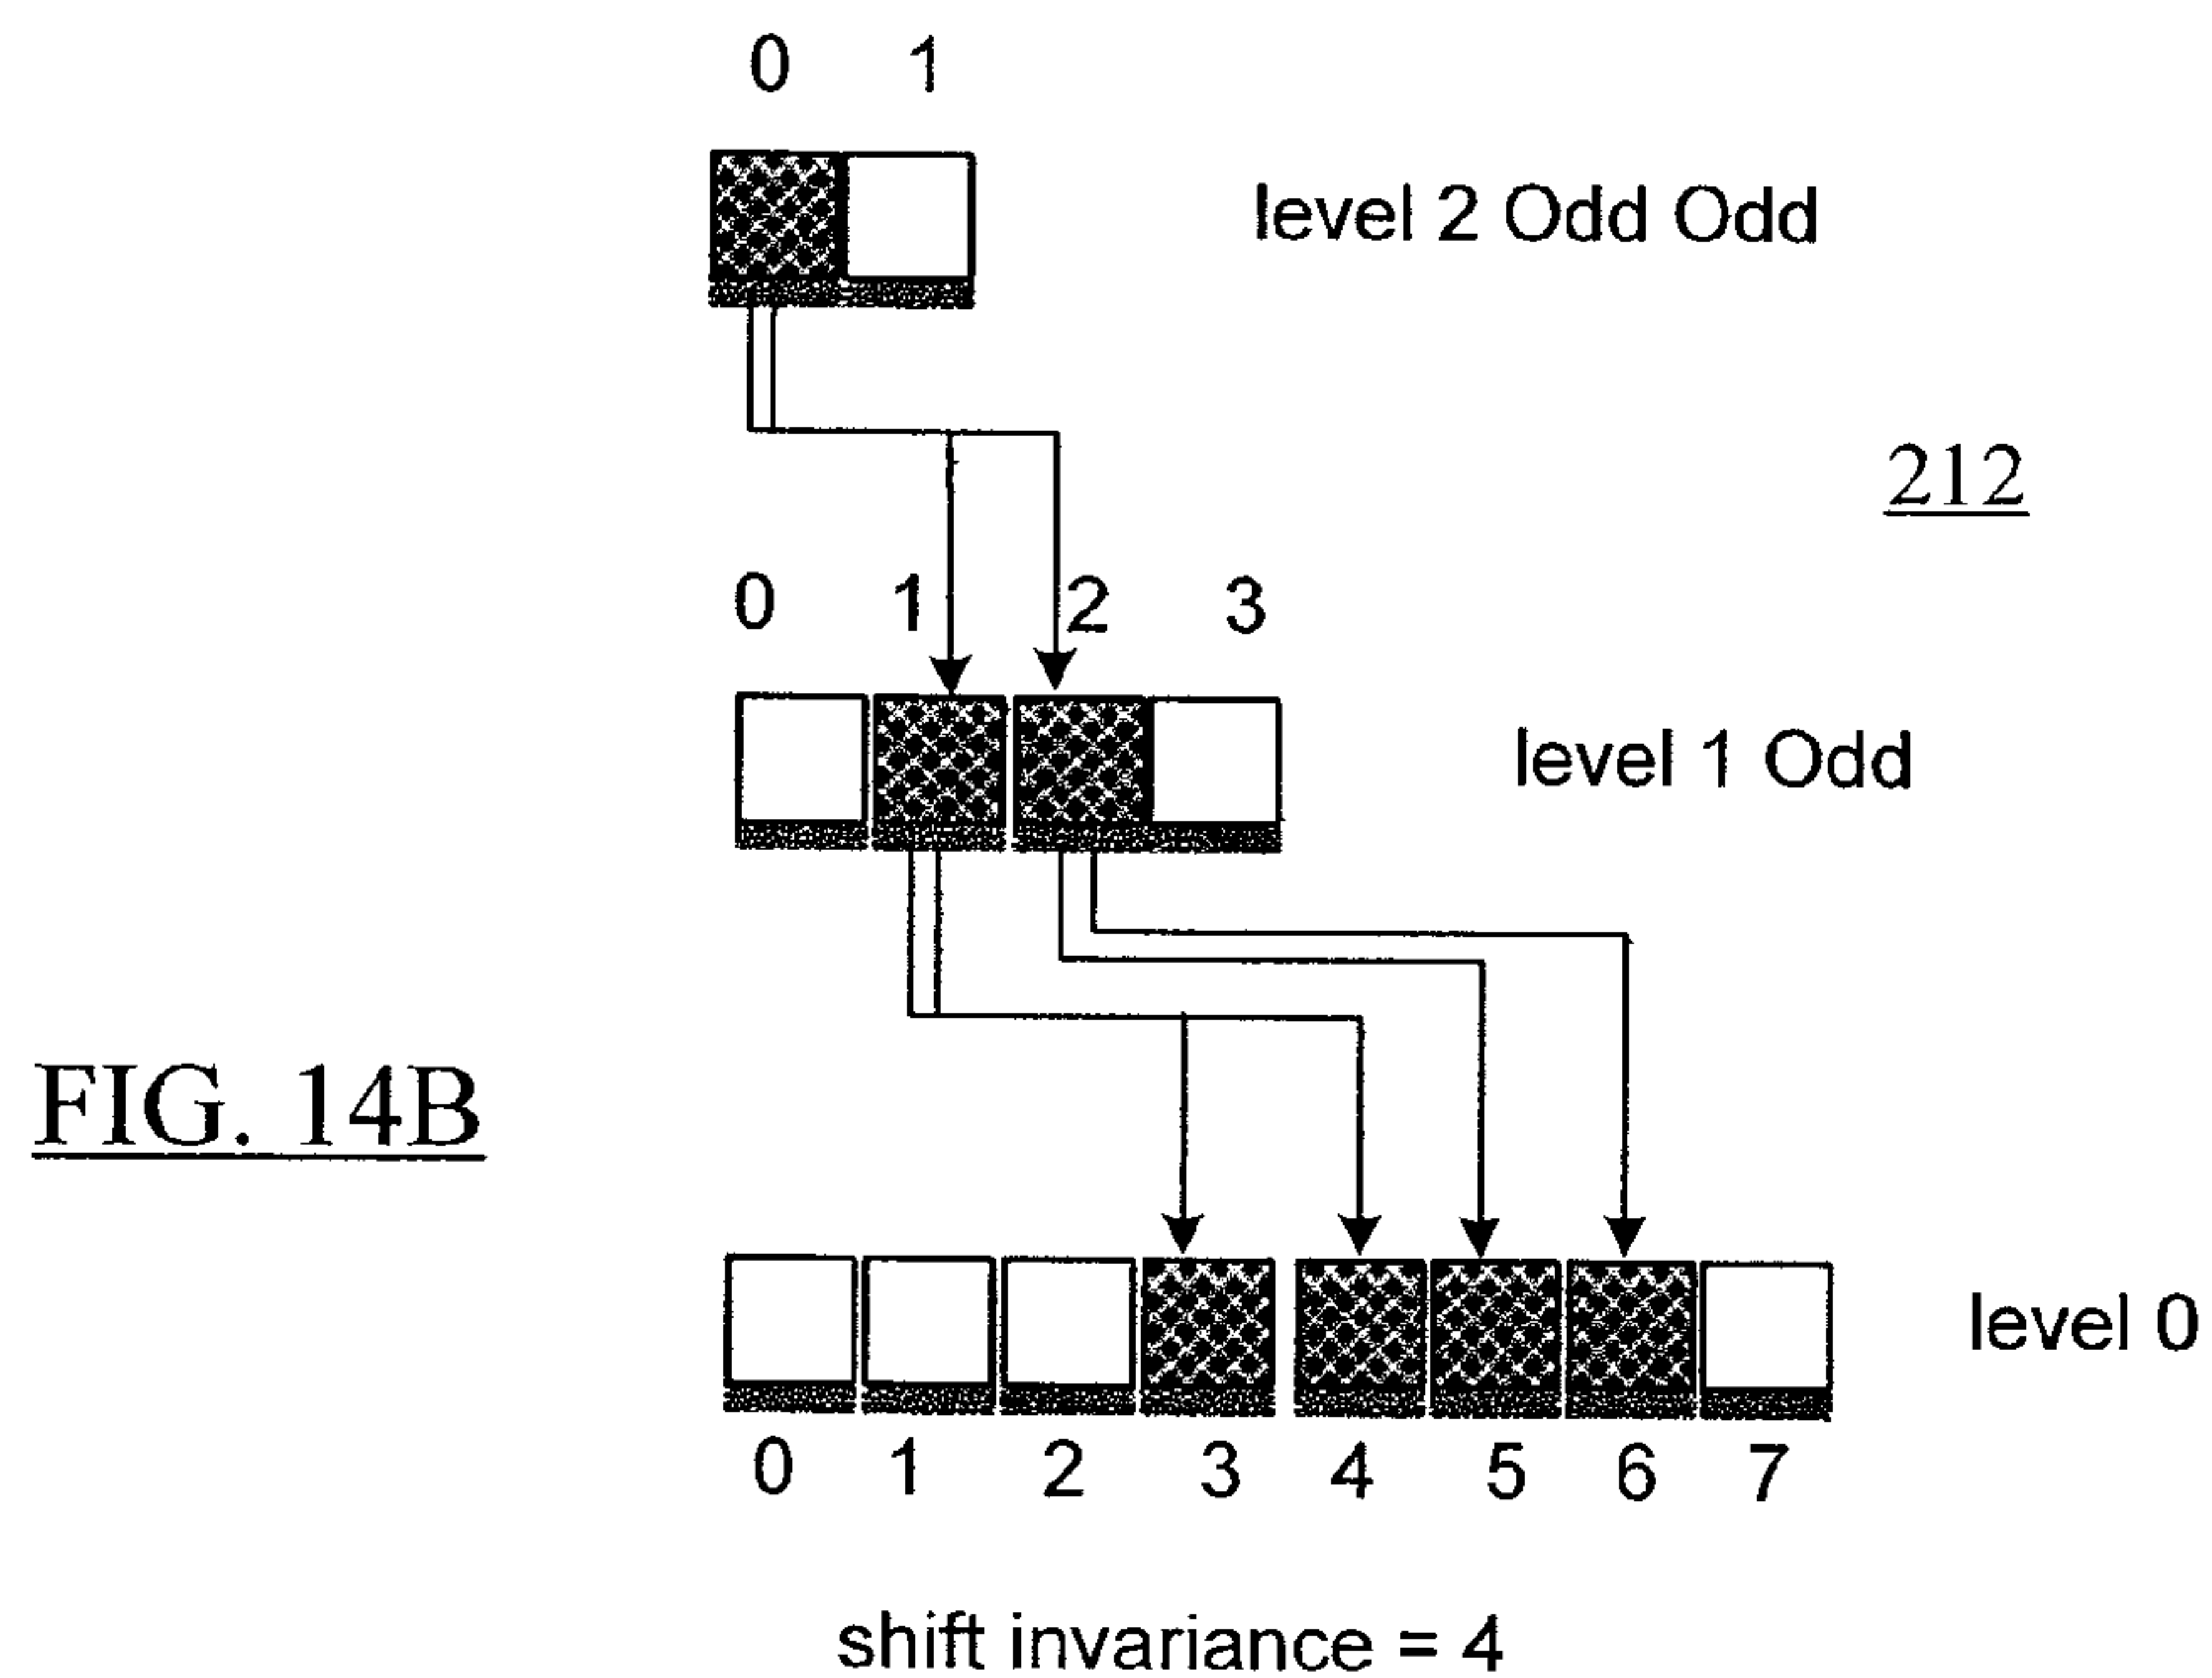 0 1
level 2 Odd Odd
212
0 1 2 3
level 1 Odd
FIG. 14B
level 0
0 1 2 3 4 5 6 7
shift invariance = 4